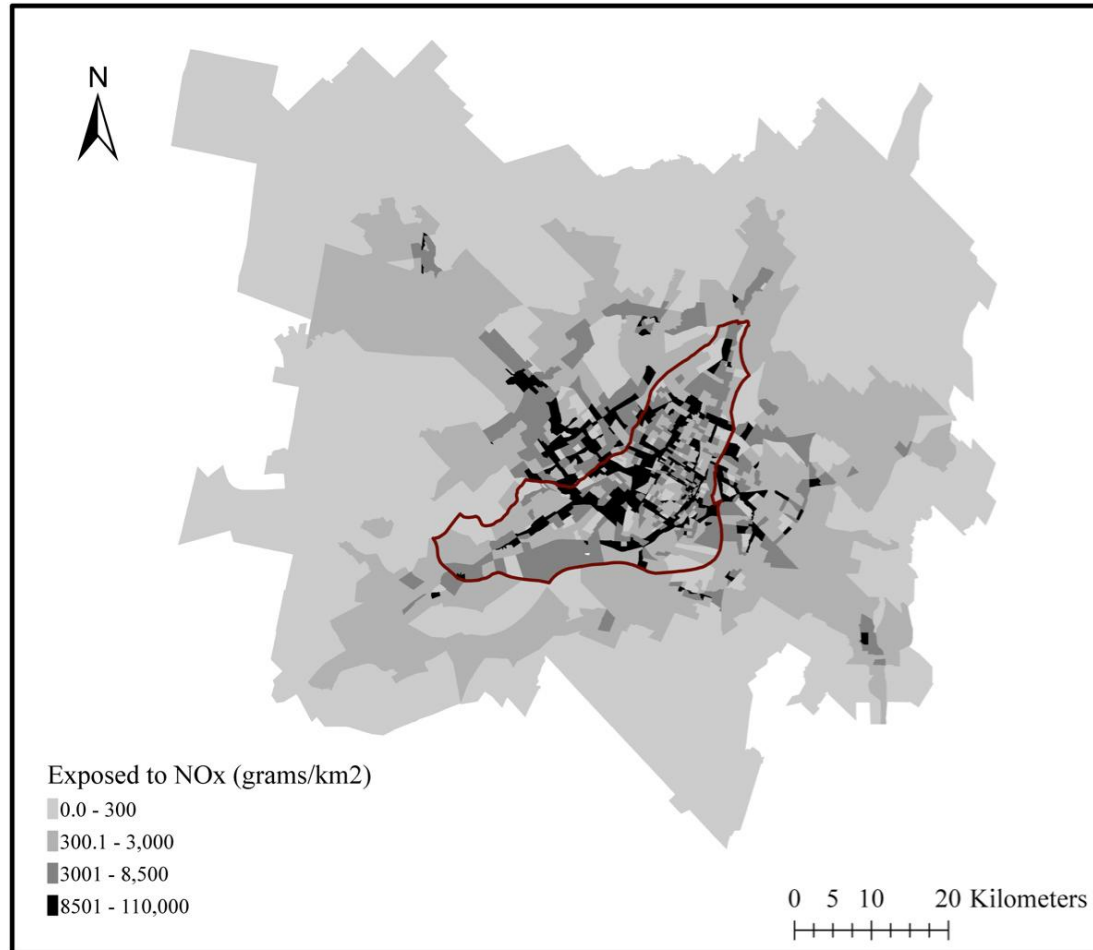 N
Exposed to NOx (grams/km2)
0.0 - 300
300.1 - 3,000
3001 - 8,500
8501 - 110,000
0 5 10 20 Kilometers